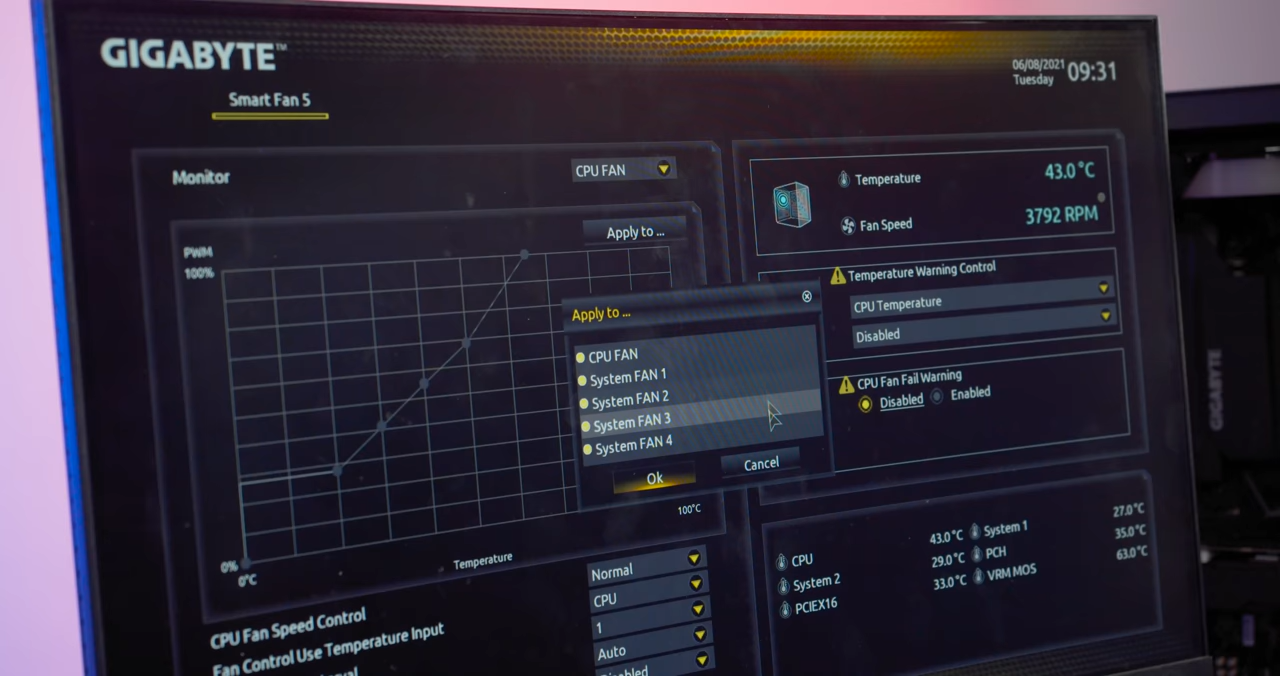 GIGABYTE™
06/08/2021
Tuesday
09:31
Smart Fan 5
Monitor
CPU FAN
Apply to ...
PWM
100%
0%
0°C
Temperature
100°C
Apply to ...
CPU FAN
System FAN 1
System FAN 2
System FAN 3
System FAN 4
Ok
Cancel
Temperature 43.0°C
Fan Speed 3792 RPM
Temperature Warning Control
CPU Temperature
Disabled
CPU Fan Fail Warning
Disabled Enabled
CPU 43.0°C
System 1 27.0°C
System 2 29.0°C
PCH 35.0°C
PCIEX16 33.0°C
VRM MOS 63.0°C
CPU Fan Speed Control Normal
Fan Control Use Temperature Input CPU
1
Auto
Disabled
GIGABYTE